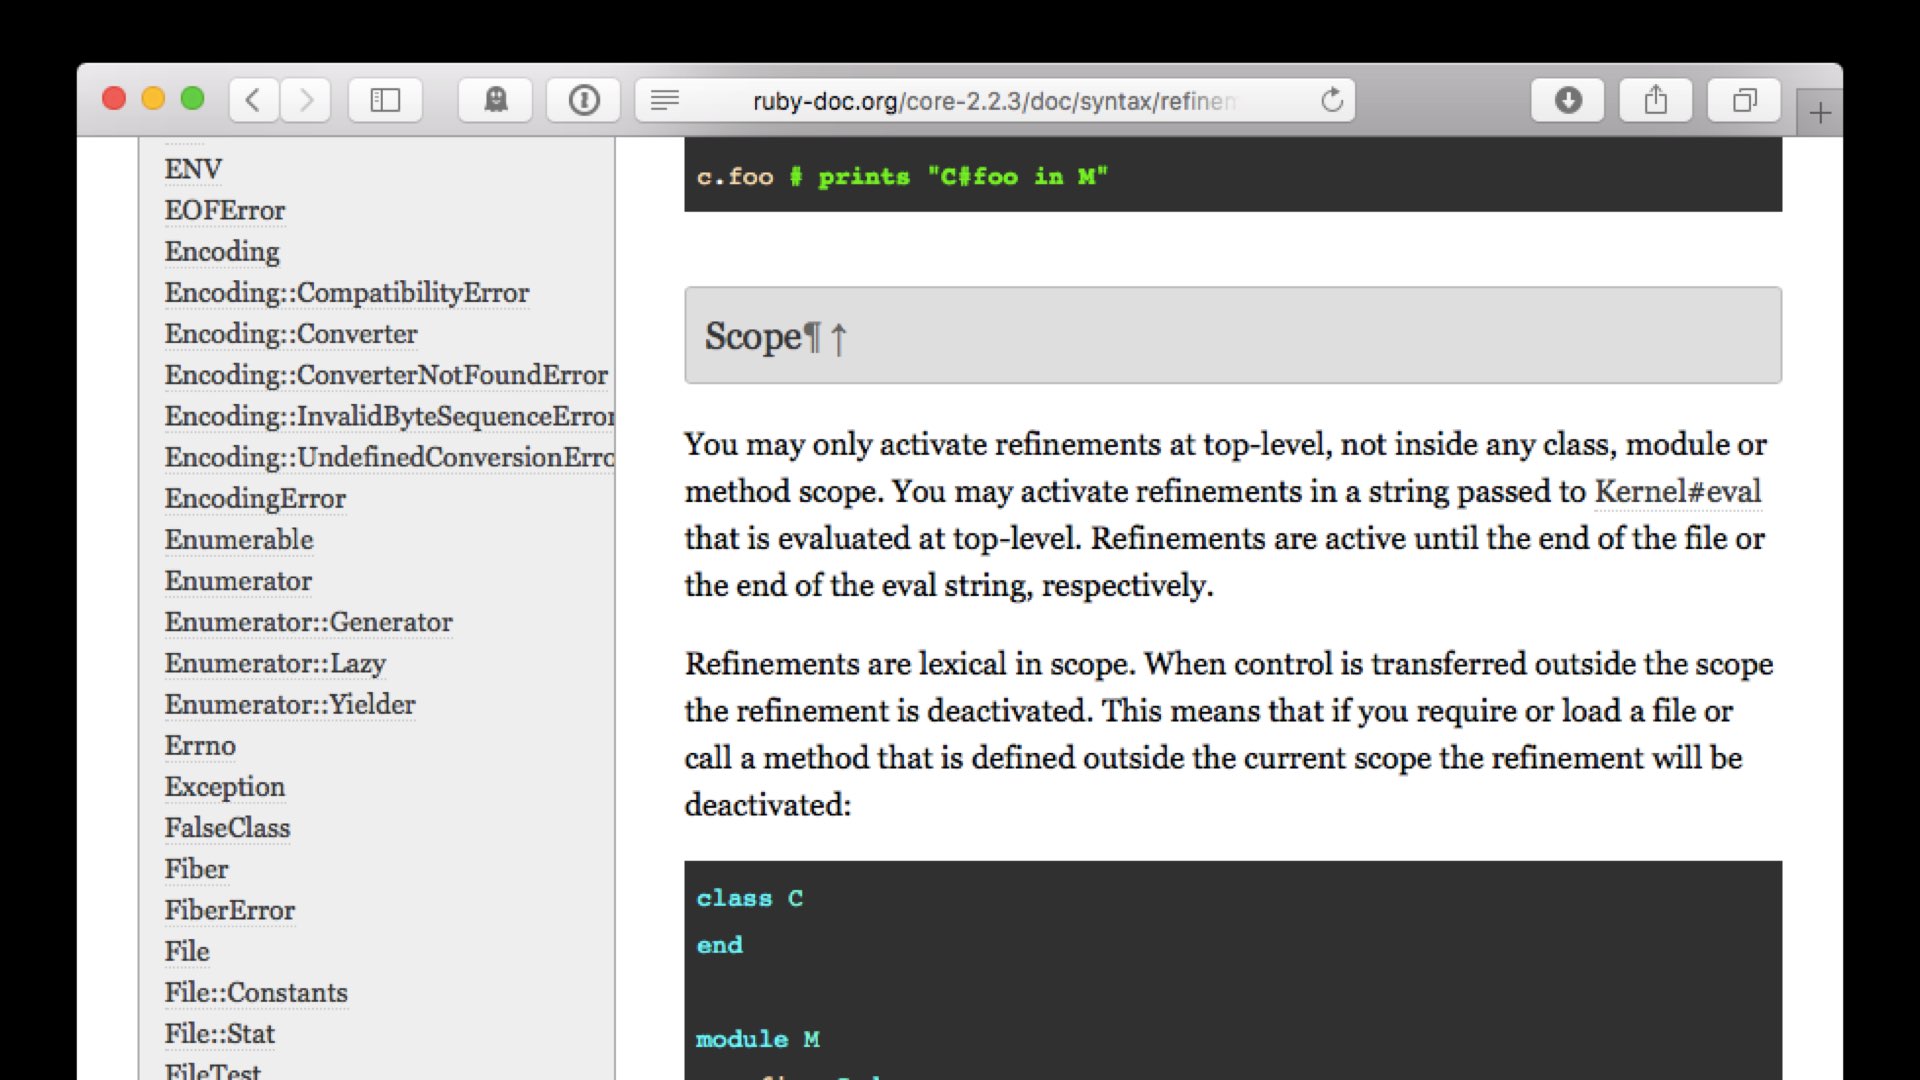 ruby-doc.org/core-2.2.3/doc/syntax/refinem
ENV
EOFError
Encoding
Encoding::CompatibilityError
Encoding::Converter
Encoding::ConverterNotFoundError
Encoding::InvalidByteSequenceError
Encoding::UndefinedConversionErro
EncodingError
Enumerable
Enumerator
Enumerator::Generator
Enumerator::Lazy
Enumerator::Yielder
Errno
Exception
FalseClass
Fiber
FiberError
File
File::Constants
File::Stat
FileTest
c.foo # prints "C#foo in M"
Scope¶ ↑
You may only activate refinements at top-level, not inside any class, module or
method scope. You may activate refinements in a string passed to Kernel#eval
that is evaluated at top-level. Refinements are active until the end of the file or
the end of the eval string, respectively.
Refinements are lexical in scope. When control is transferred outside the scope
the refinement is deactivated. This means that if you require or load a file or
call a method that is defined outside the current scope the refinement will be
deactivated:
class C
end
module M